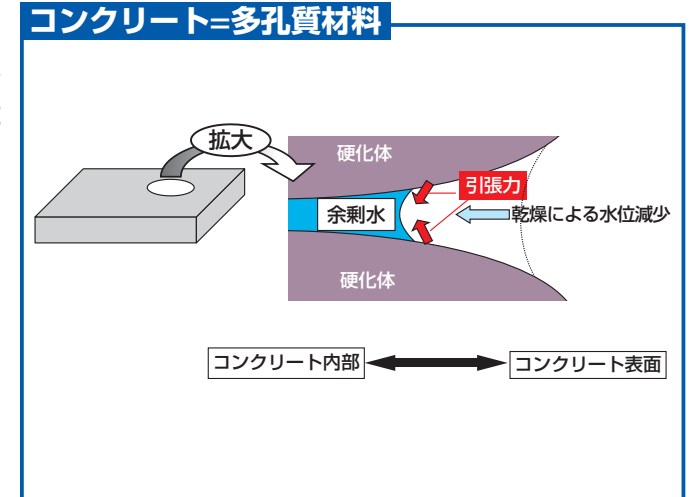 コンクリート=多孔質材料
拡大
硬化体
引張力
余剰水
乾燥による水位減少
硬化体
コンクリート内部
コンクリート表面